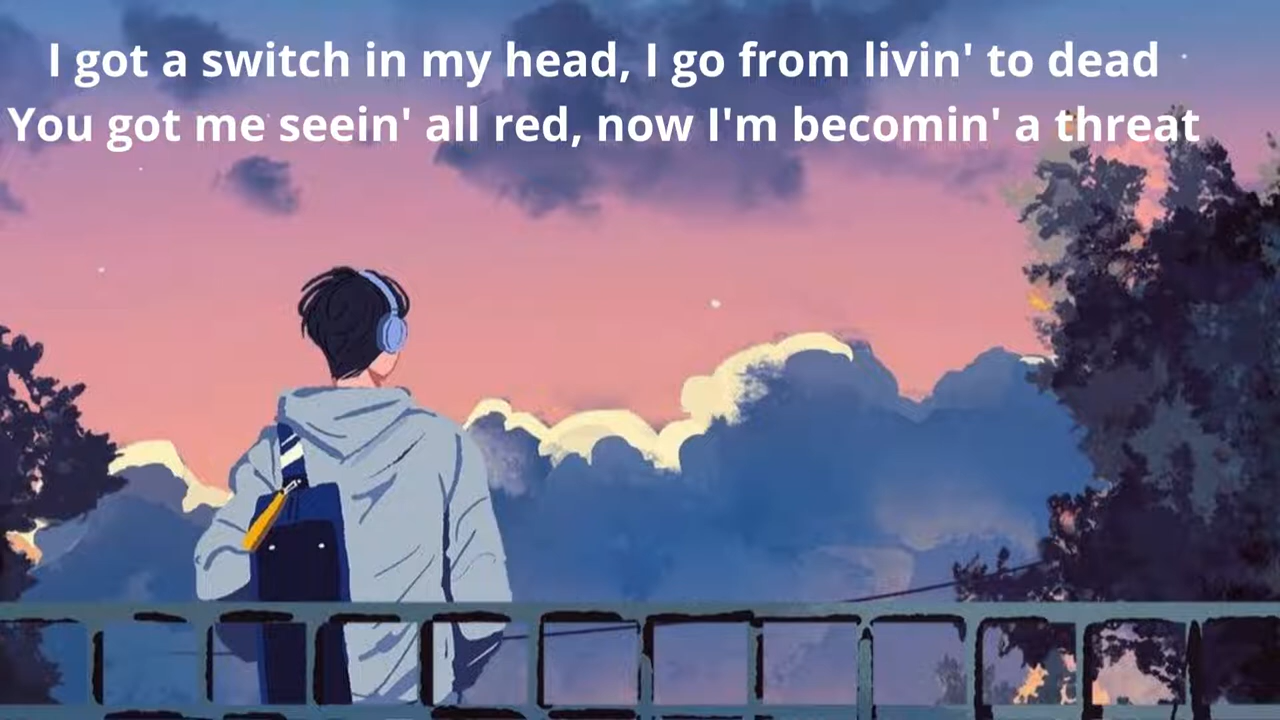 I got a switch in my head, I go from livin' to dead
You got me seein' all red, now I'm becomin' a threat